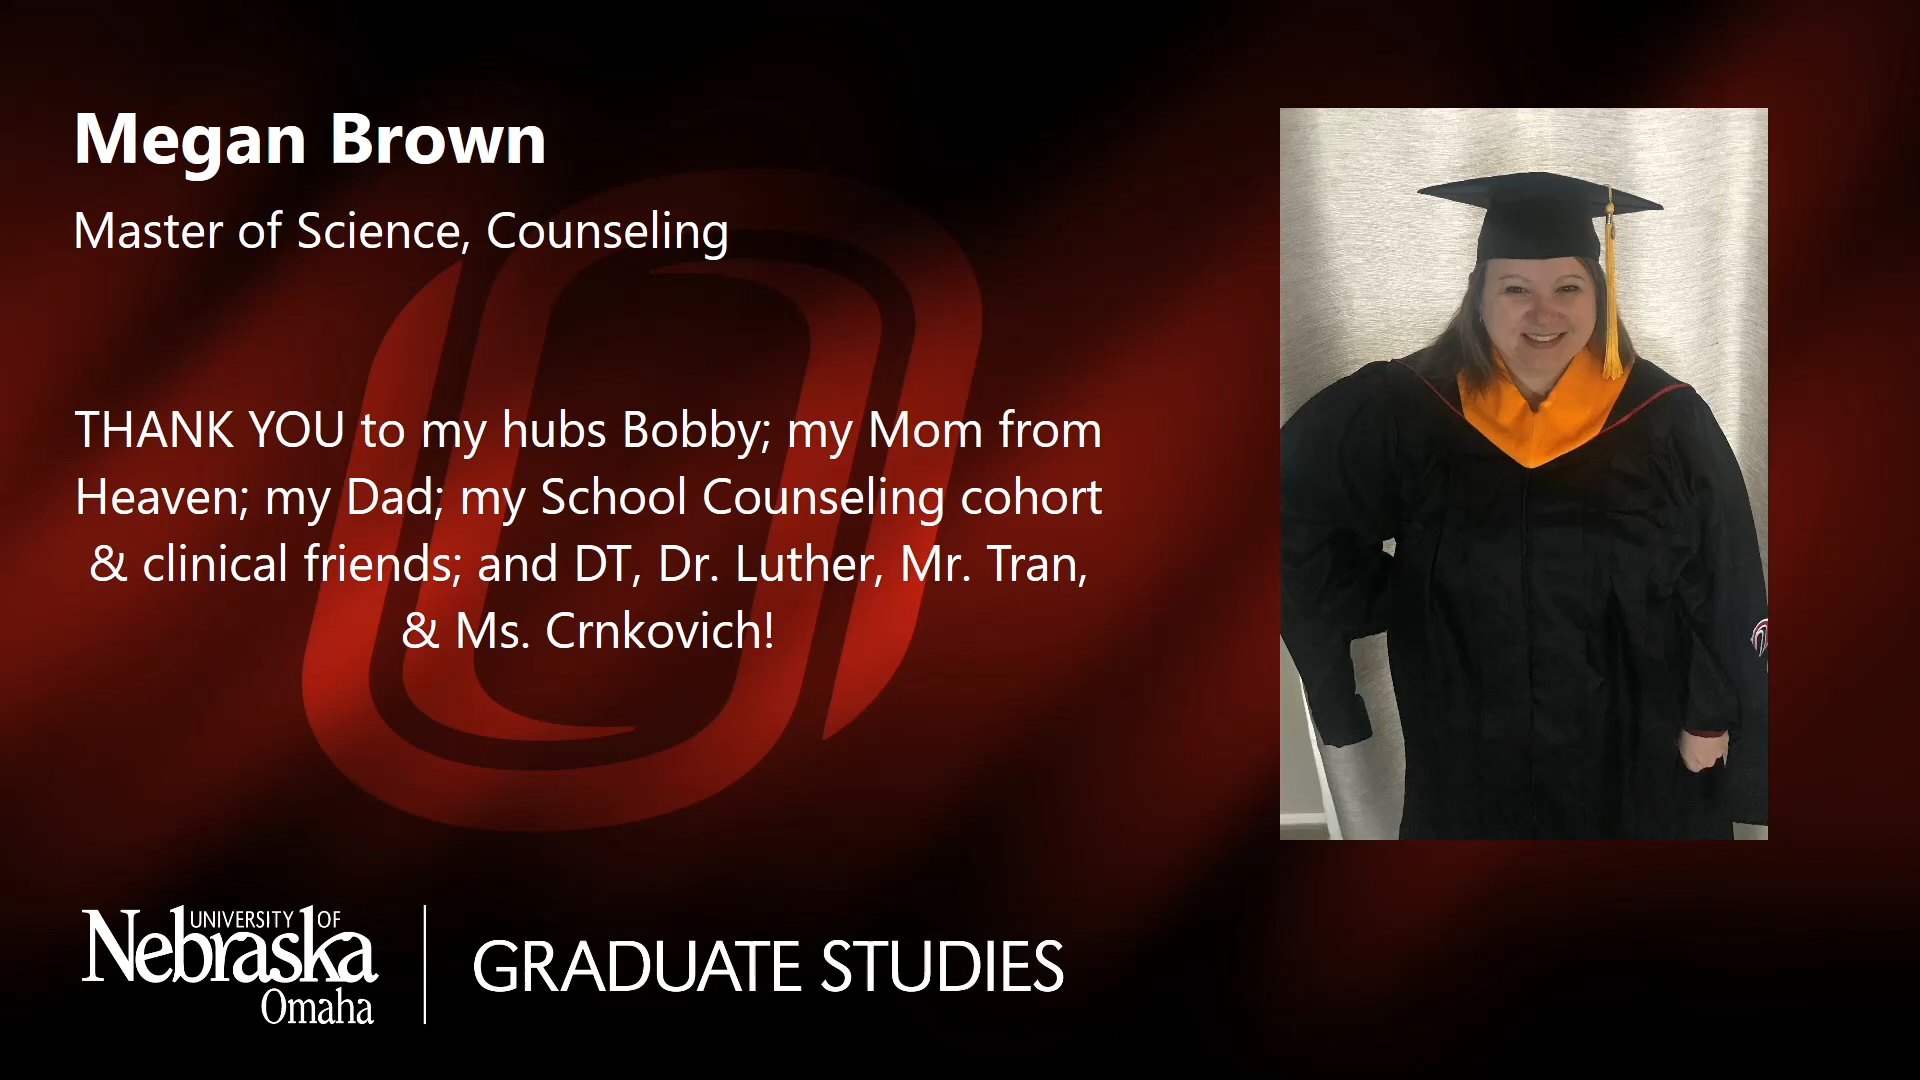 Megan Brown
Master of Science, Counseling
THANK YOU to my hubs Bobby; my Mom from
Heaven; my Dad; my School Counseling cohort
& clinical friends; and DT, Dr. Luther, Mr. Tran,
& Ms. Crnkovich!
UNIVERSITY OF
Nebraska
Omaha
GRADUATE STUDIES